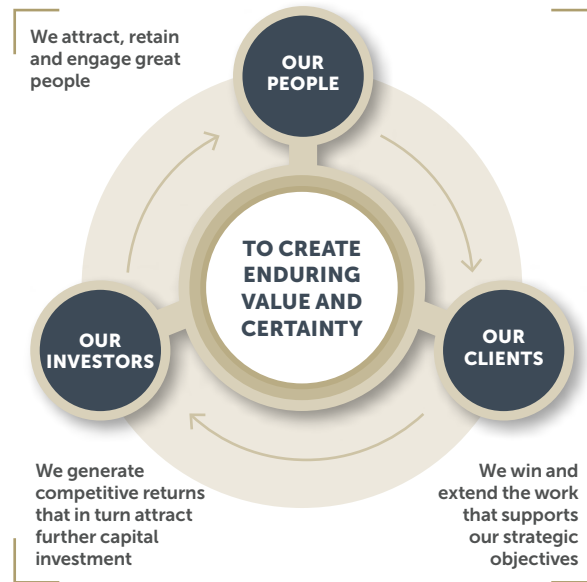 We attract, retain
and engage great
people
OUR
PEOPLE
TO CREATE
ENDURING
VALUE AND
CERTAINTY
OUR
INVESTORS
OUR
CLIENTS
We generate
competitive returns
that in turn attract
further capital
investment
We win and
extend the work
that supports
our strategic
objectives